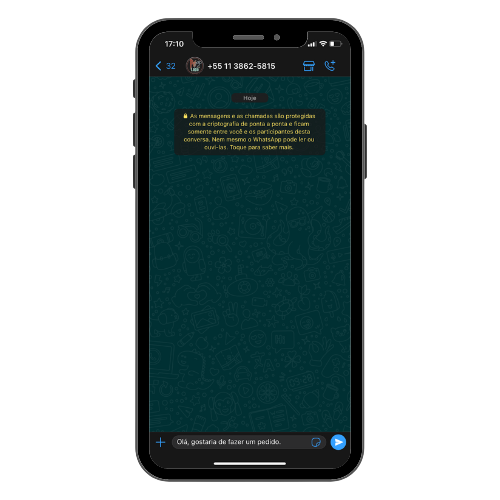 17:10
32 +55 11 3862-5815
Hoje
As mensagens e as chamadas são protegidas
com a criptografia de ponta a ponta e ficam
somente entre você e os participantes desta
conversa. Nem mesmo o WhatsApp pode ler ou
ouvi-las. Toque para saber mais.
Olá, gostaria de fazer um pedido.